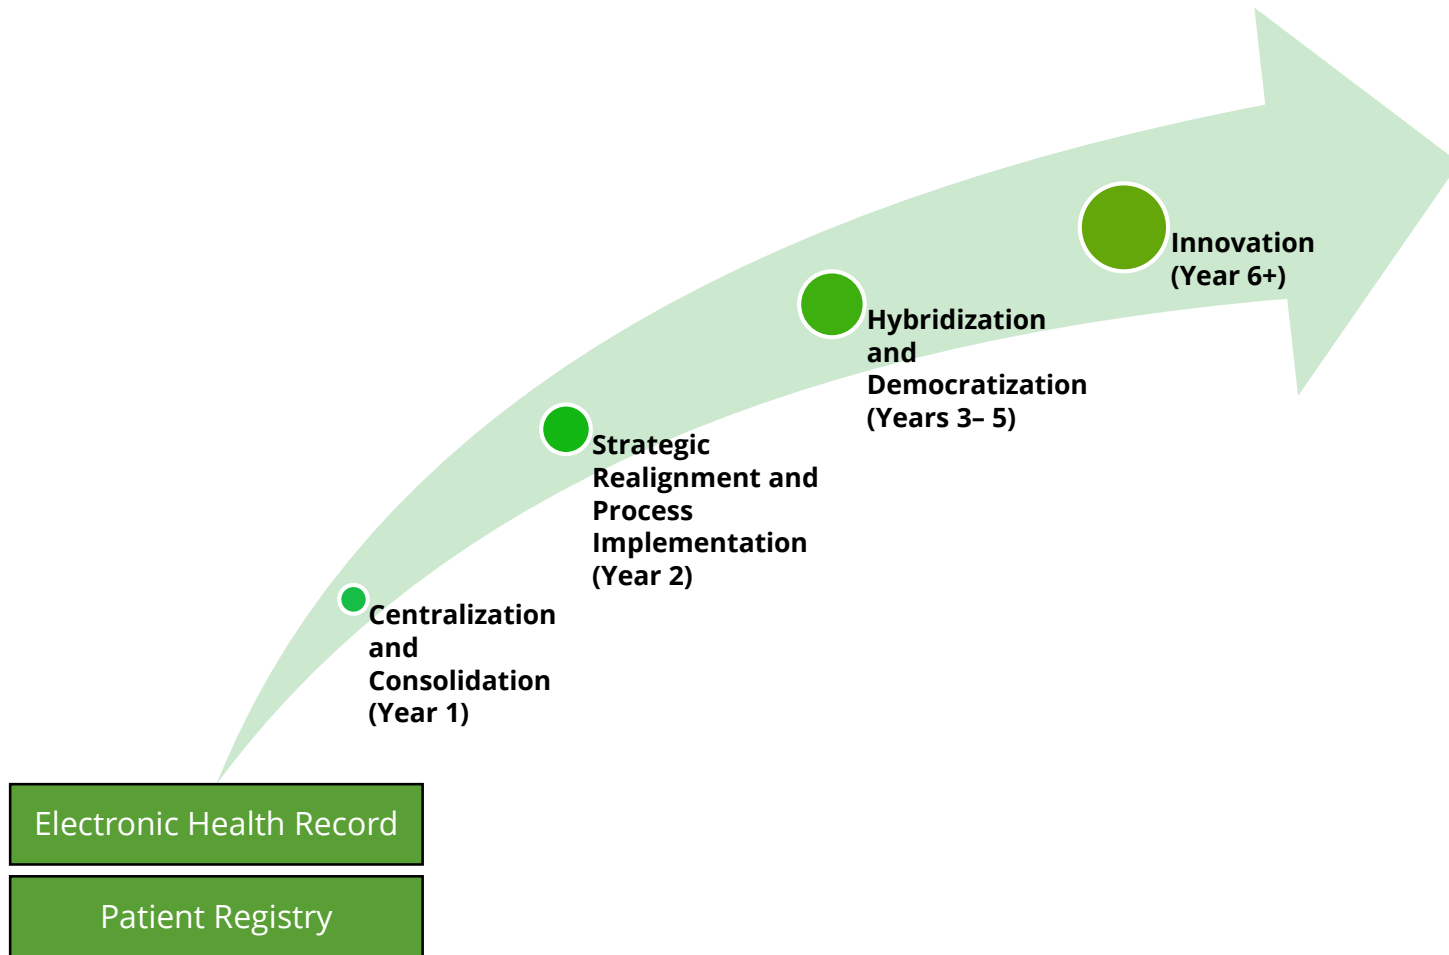 Innovation
(Year 6+)
Hybridization
and
Democratization
(Years 3– 5)
Strategic
Realignment and
Process
Implementation
(Year 2)
Centralization
and
Consolidation
(Year 1)
Electronic Health Record
Patient Registry